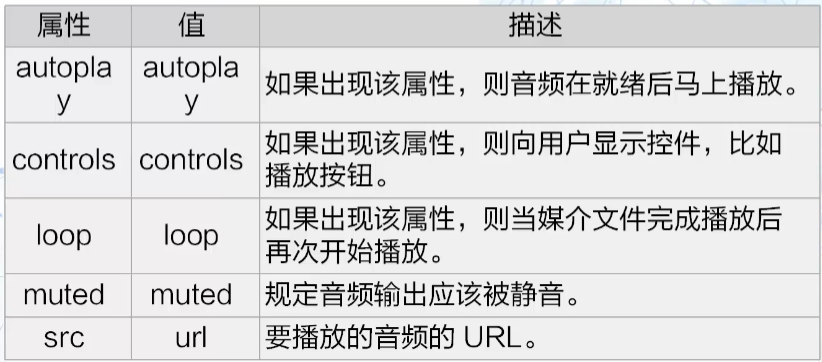 属性 值 描述
autopla autopla 如果出现该属性，则音频在就绪后马上播放。
y y
controls controls 如果出现该属性，则向用户显示控件，比如
播放按钮。
loop loop 如果出现该属性，则当媒介文件完成播放后
再次开始播放。
muted muted 规定音频输出应该被静音。
src url 要播放的音频的 URL。